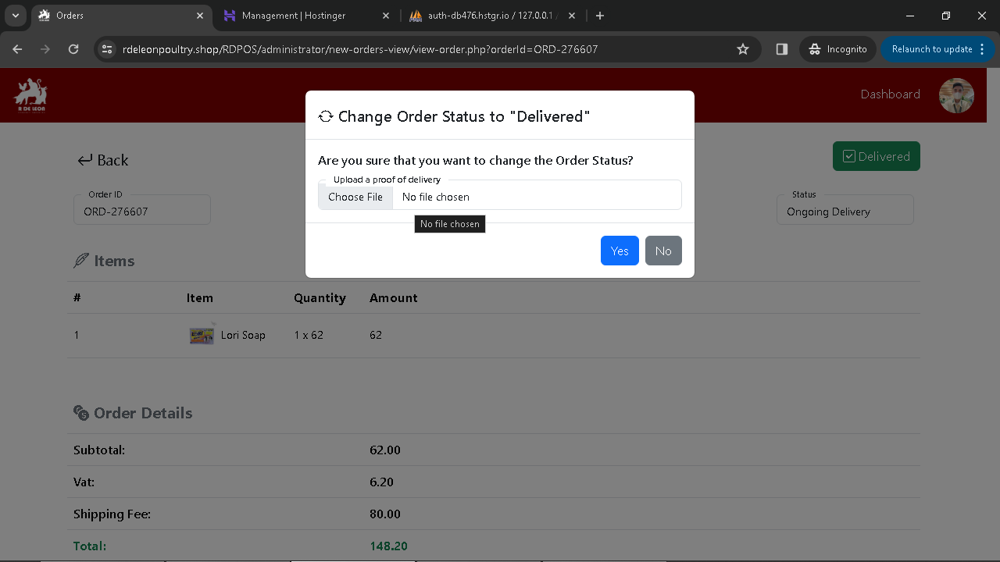 Orders
Management | Hostinger
auth-db476.hstgr.io / 127.0.0.1 /
rdeleonpoultry.shop/RDPOS/administrator/new-orders-view/view-order.php?orderId=ORD-276607
Incognito
Relaunch to update
R DE LEON
Dashboard
Change Order Status to "Delivered"
Back
Delivered
Are you sure that you want to change the Order Status?
Upload a proof of delivery
Choose File No file chosen
No file chosen
Yes No
Order ID
ORD-276607
Status
Ongoing Delivery
Items
# Item Quantity Amount
1 Lori Soap 1 x 62 62
Order Details
Subtotal: 62.00
Vat: 6.20
Shipping Fee: 80.00
Total: 148.20